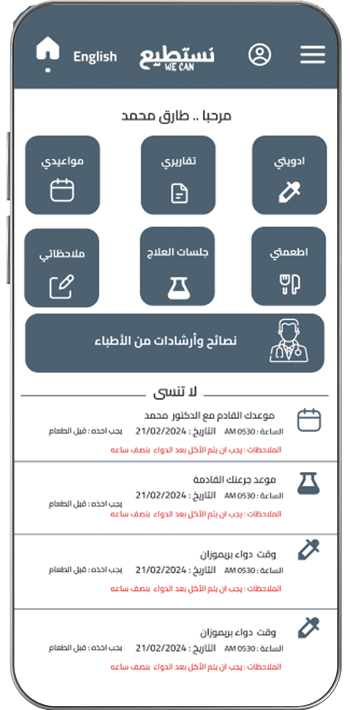 English
نستطيع
WE CAN
مرحبا .. طارق محمد
ادويتي
تقاريري
مواعيدي
اطعمتي
جلسات العلاج
ملاحظاتي
نصائح وأرشادات من الأطباء
لا تنسى
موعدك القادم مع الدكتور محمد
الساعة : 0530 AM التاريخ : 21/02/2024 يجب اخذه : قبل الطعام
الملاحظات : يجب ان يتم الأكل بعد الدواء بنصف ساعه
موعد جرعتك القادمة
الساعة : 0530 AM التاريخ : 21/02/2024 يجب اخذه : قبل الطعام
الملاحظات : يجب ان يتم الأكل بعد الدواء بنصف ساعه
وقت دواء بريموزان
الساعة : 0530 AM التاريخ : 21/02/2024 يجب اخذه : قبل الطعام
الملاحظات : يجب ان يتم الأكل بعد الدواء بنصف ساعه
وقت دواء بريموزان
الساعة : 0530 AM التاريخ : 21/02/2024 يجب اخذه : قبل الطعام
الملاحظات : يجب ان يتم الأكل بعد الدواء بنصف ساعه